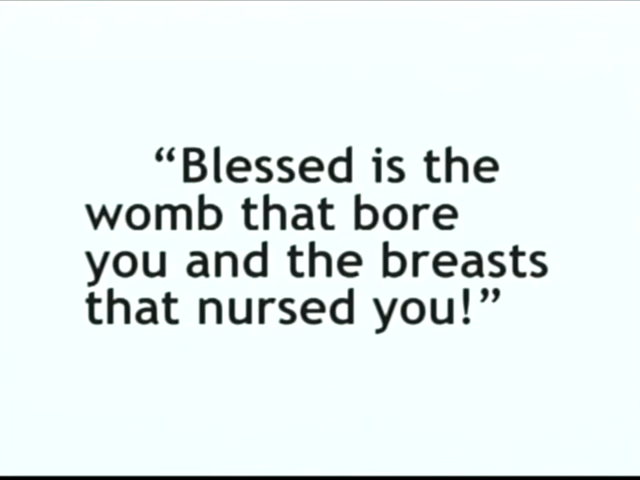 “Blessed is the
womb that bore
you and the breasts
that nursed you!”